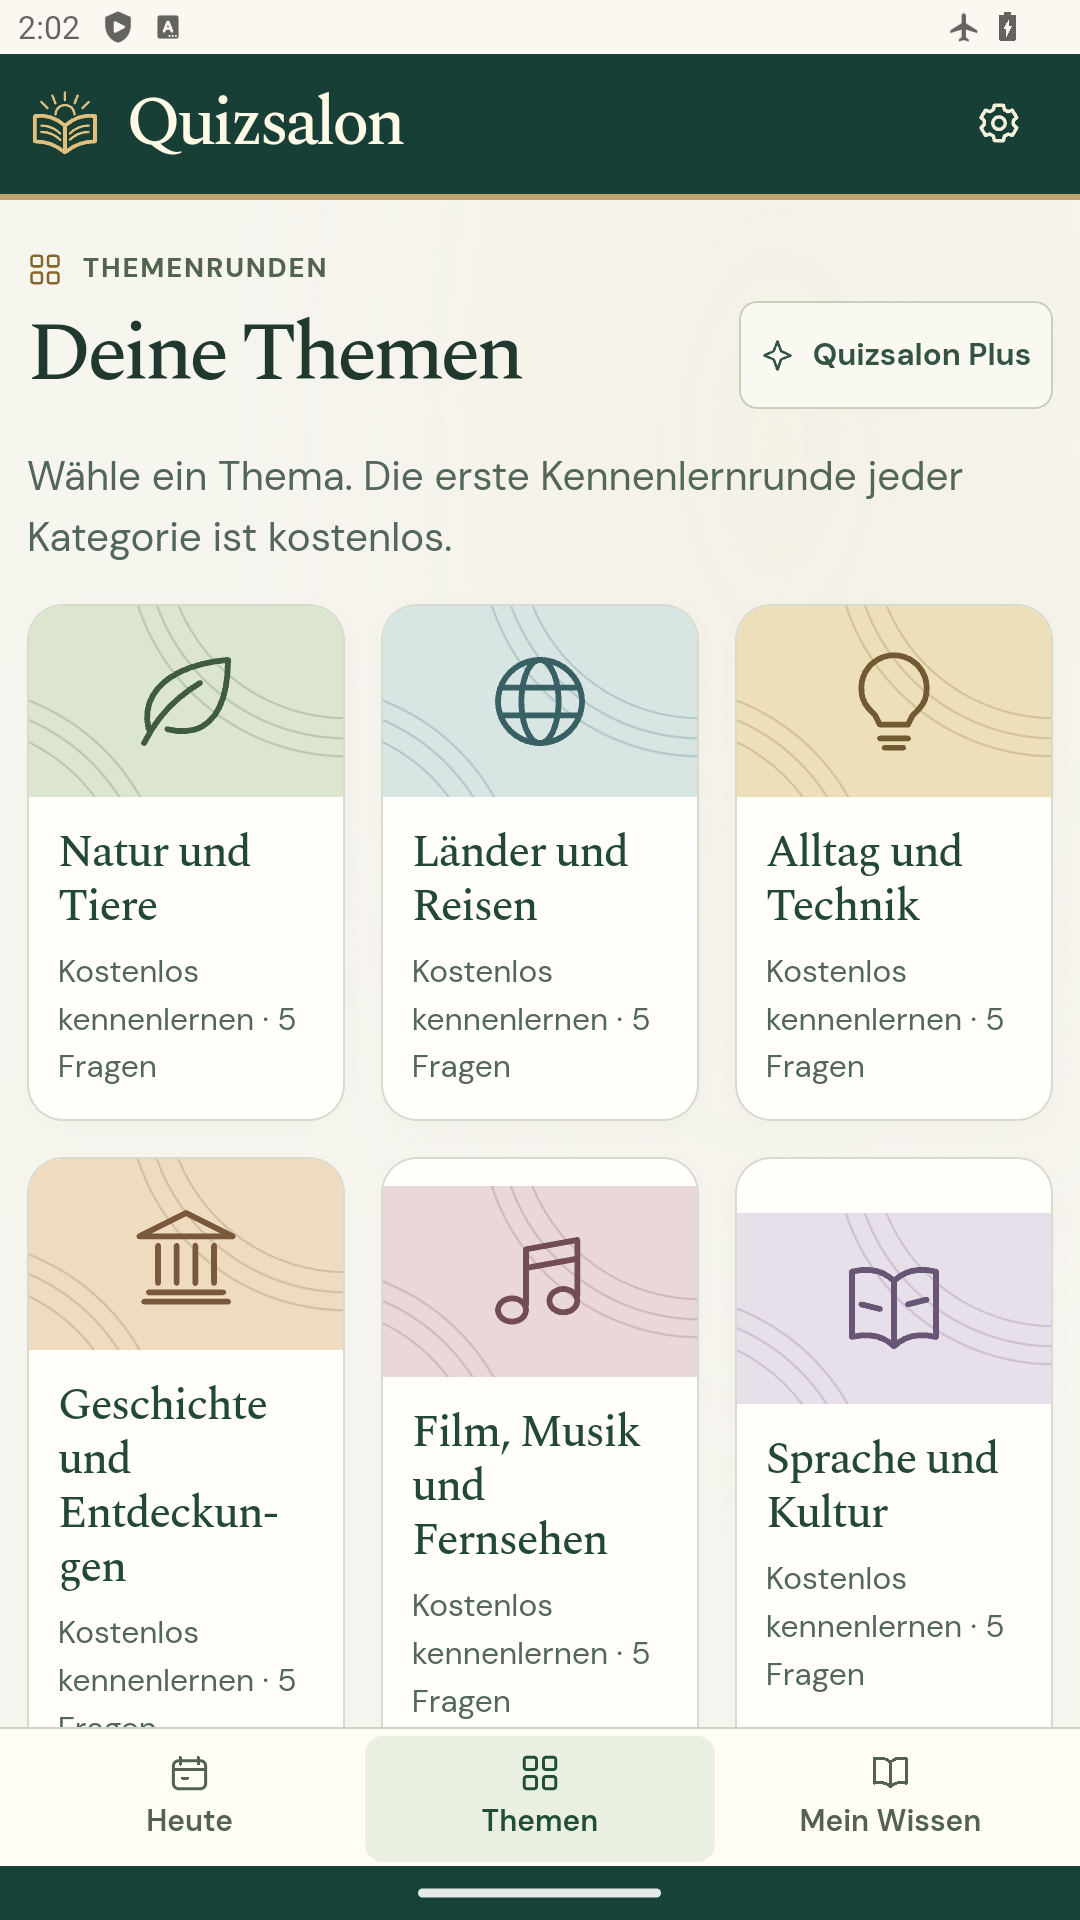 2:02
Quizsalon
THEMENRUNDEN
Deine Themen
Quizsalon Plus
Wähle ein Thema. Die erste Kennenlernrunde jeder
Kategorie ist kostenlos.
Natur und
Tiere
Kostenlos
kennenlernen · 5
Fragen
Länder und
Reisen
Kostenlos
kennenlernen · 5
Fragen
Alltag und
Technik
Kostenlos
kennenlernen · 5
Fragen
Geschichte
und
Entdeckun-
gen
Kostenlos
kennenlernen · 5
Fragen
Film, Musik
und
Fernsehen
Kostenlos
kennenlernen · 5
Fragen
Sprache und
Kultur
Kostenlos
kennenlernen · 5
Fragen
Heute
Themen
Mein Wissen